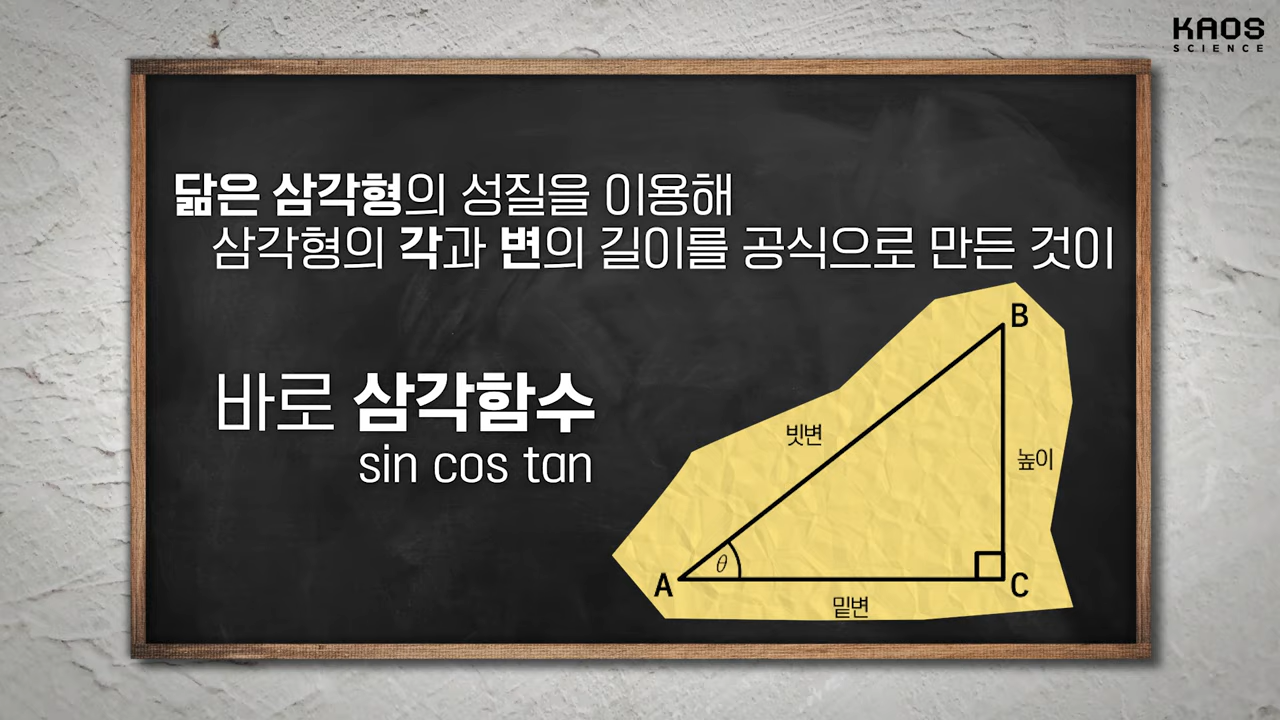 KAOS
SCIENCE
닮은 삼각형의 성질을 이용해
삼각형의 각과 변의 길이를 공식으로 만든 것이
바로 삼각함수
sin cos tan
B
빗변
높이
θ
A
C
밑변